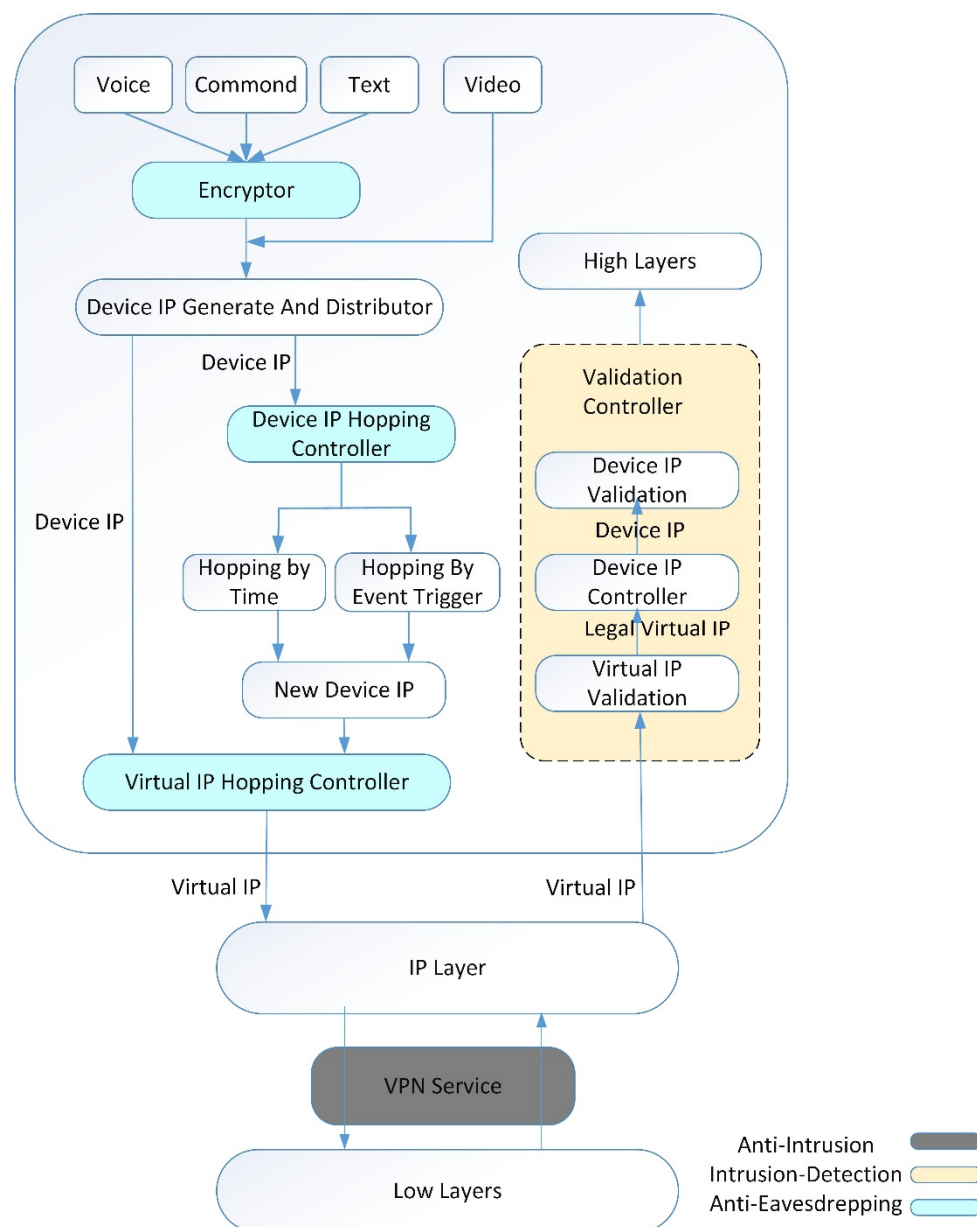 Voice
Commond
Text
Video
Encryptor
High Layers
Device IP Generate And Distributor
Device IP
Validation
Controller
Device IP Hopping
Controller
Device IP
Validation
Device IP
Device IP
Hopping by
Time
Hopping By
Event Trigger
Device IP
Controller
Legal Virtual IP
New Device IP
Virtual IP
Validation
Virtual IP Hopping Controller
Virtual IP
Virtual IP
IP Layer
VPN Service
Low Layers
Anti-Intrusion
Intrusion-Detection
Anti-Eavesdrepping